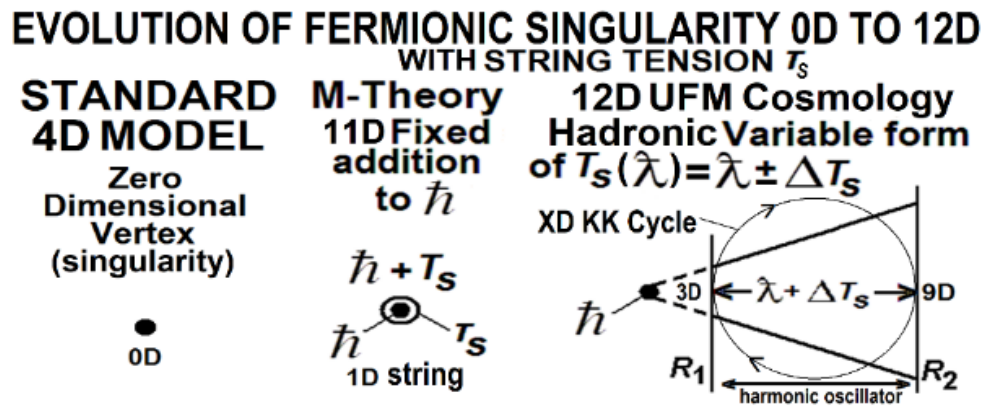 EVOLUTION OF FERMIONIC SINGULARITY 0D TO 12D
WITH STRING TENSION Tₛ
STANDARD
4D MODEL
Zero
Dimensional
Vertex
(singularity)
0D
M-Theory
11D Fixed
addition
to ℏ
ℏ + Tₛ
ℏ
Tₛ
1D string
12D UFM Cosmology
Hadronic Variable form
of Tₛ(ƛ)=ƛ± ΔTₛ
XD KK Cycle
ℏ
3D
ƛ+ ΔTₛ
9D
R₁
R₂
harmonic oscillator